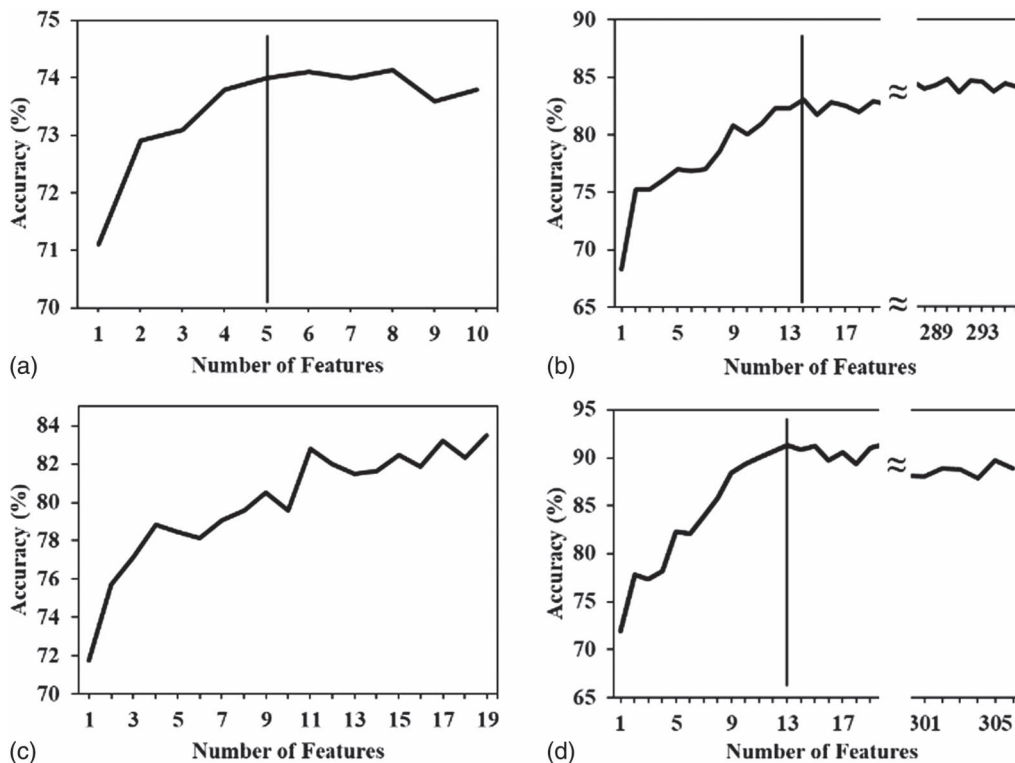 75
74
73
72
71
70
Accuracy (%)
1 2 3 4 5 6 7 8 9 10
Number of Features
(a)
90
85
80
75
70
65
Accuracy (%)
≈
≈
1 5 9 13 17 289 293
Number of Features
(b)
84
82
80
78
76
74
72
70
Accuracy (%)
1 3 5 7 9 11 13 15 17 19
Number of Features
(c)
95
90
85
80
75
70
65
Accuracy (%)
≈
≈
1 5 9 13 17 301 305
Number of Features
(d)